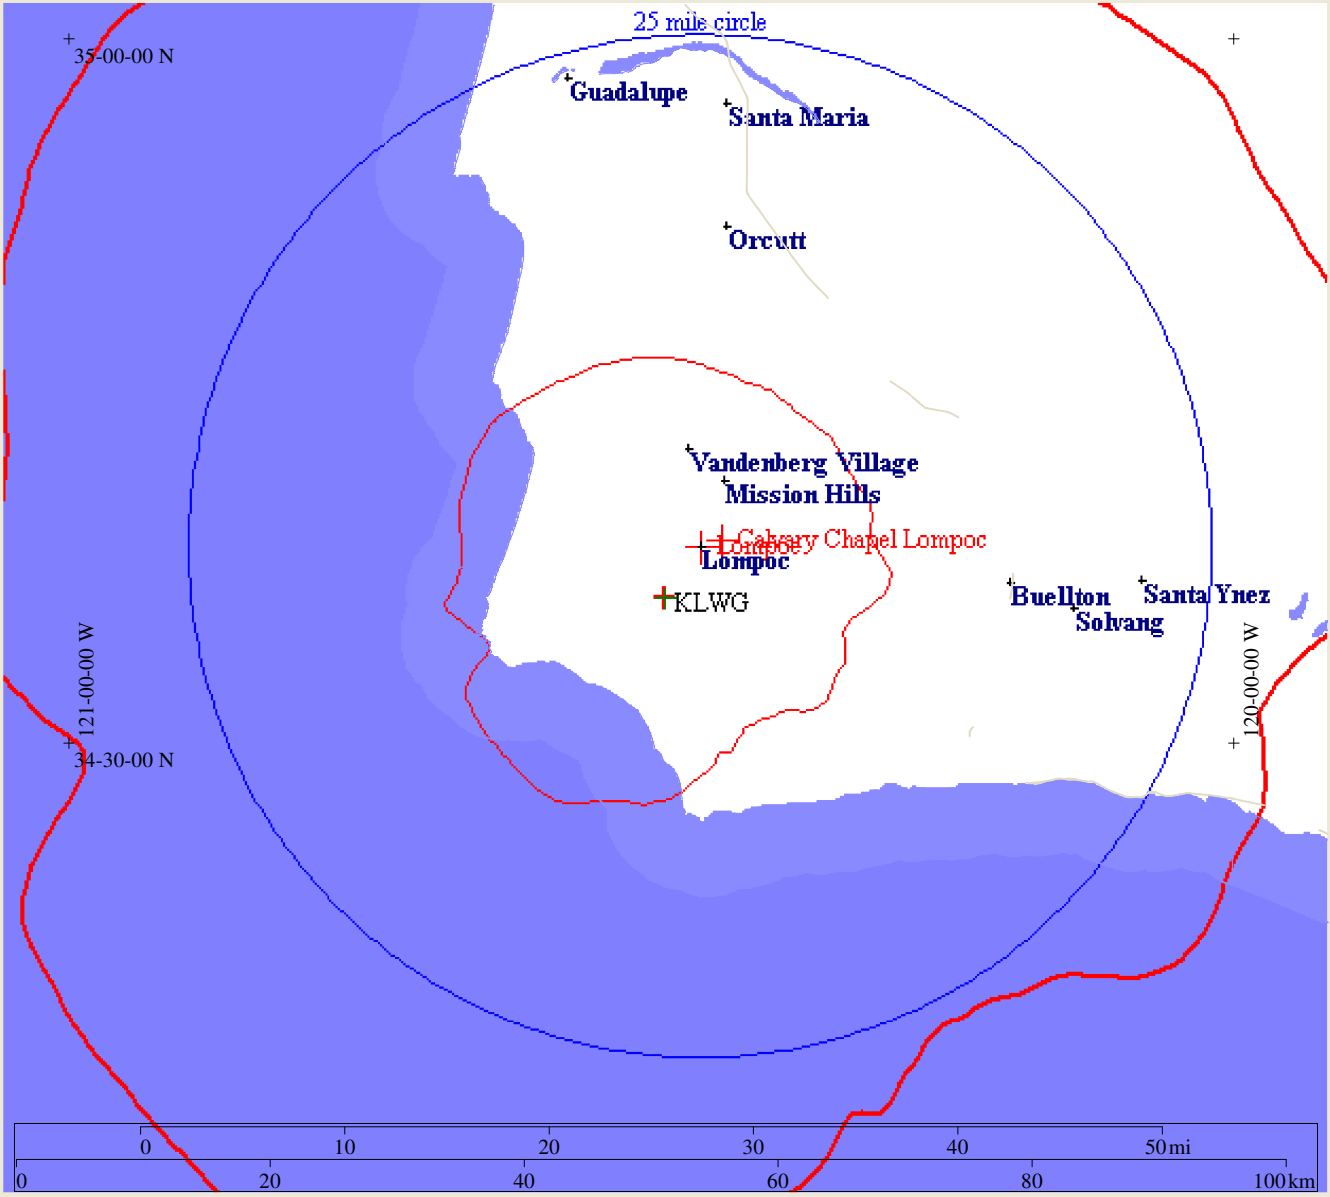 25 mile circle
35-00-00 N
Guadalupe
Santa Maria
Orcutt
Vandenberg Village
Mission Hills
Calvary Chapel Lompoc
Lompoc
Lompoc
KLWG
Buellton
Santa Ynez
Solvang
121-00-00 W
120-00-00 W
34-30-00 N
0 10 20 30 40 50 mi
0 20 40 60 80 100 km